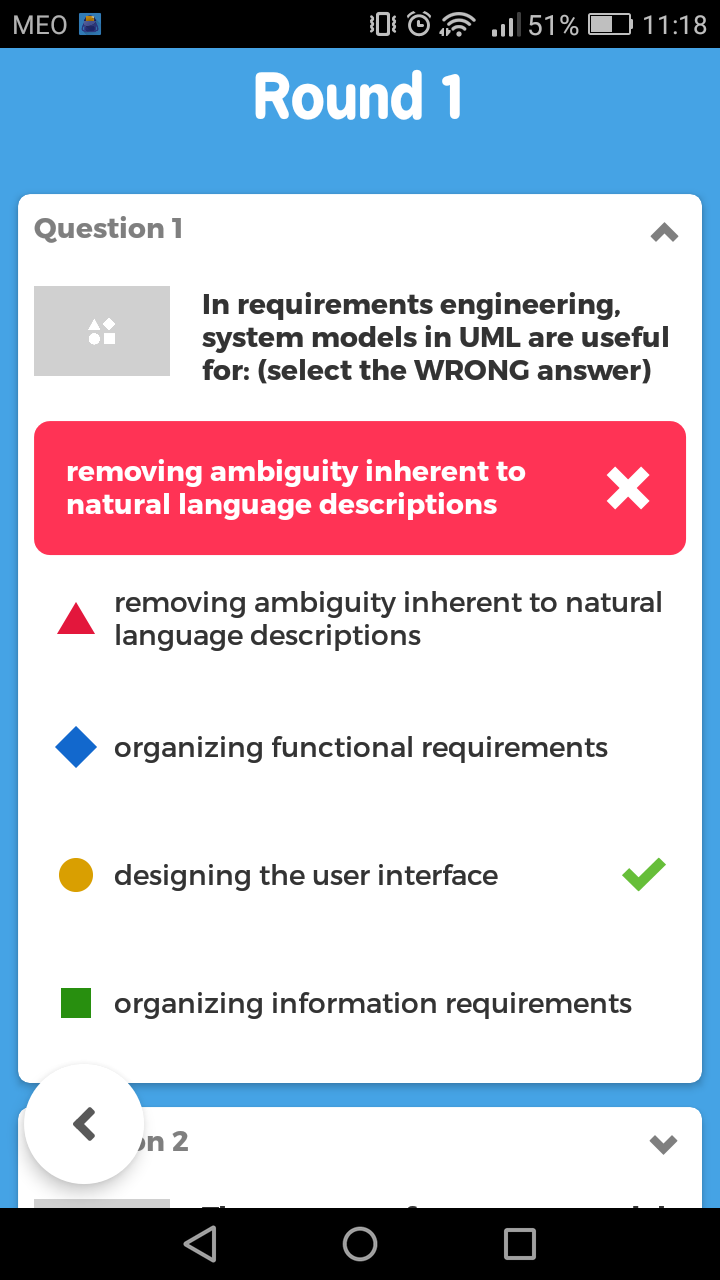 MEO 51% 11:18
Round 1
Question 1
In requirements engineering,
system models in UML are useful
for: (select the WRONG answer)
removing ambiguity inherent to
natural language descriptions
removing ambiguity inherent to natural
language descriptions
organizing functional requirements
designing the user interface
organizing information requirements
on 2